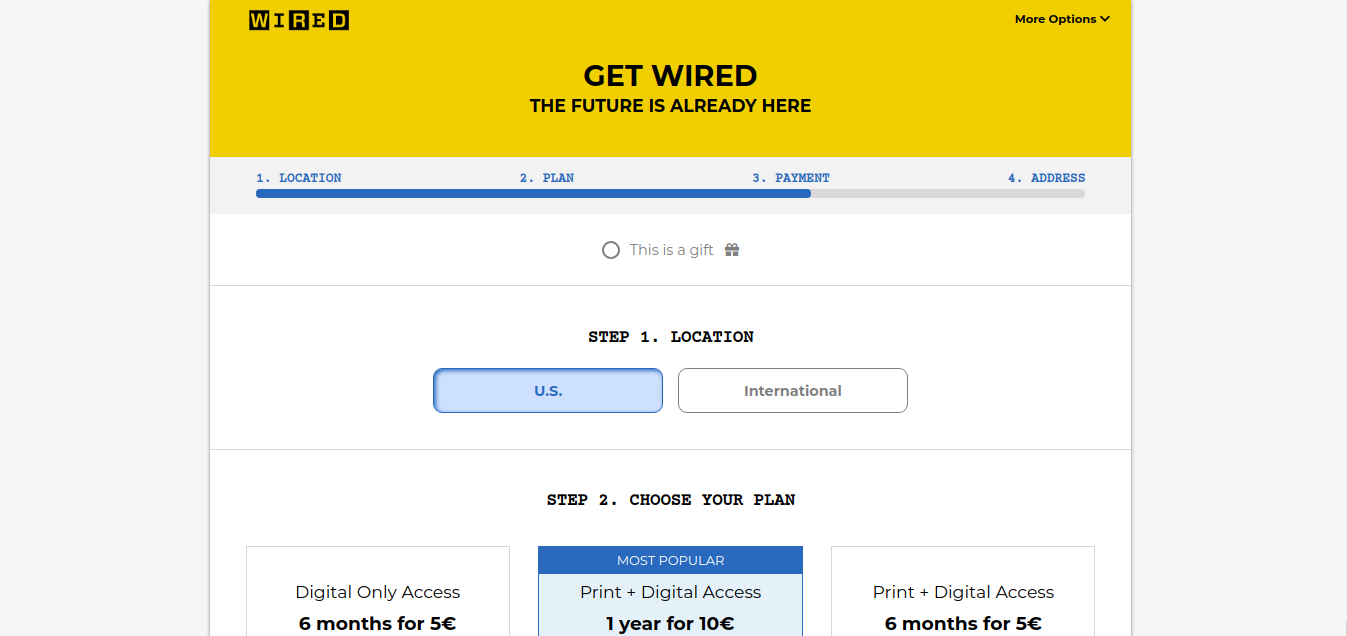 WIRED
More Options
GET WIRED
THE FUTURE IS ALREADY HERE
1. LOCATION 2. PLAN 3. PAYMENT 4. ADDRESS
This is a gift
STEP 1. LOCATION
U.S. International
STEP 2. CHOOSE YOUR PLAN
MOST POPULAR
Digital Only Access Print + Digital Access Print + Digital Access
6 months for 5€ 1 year for 10€ 6 months for 5€